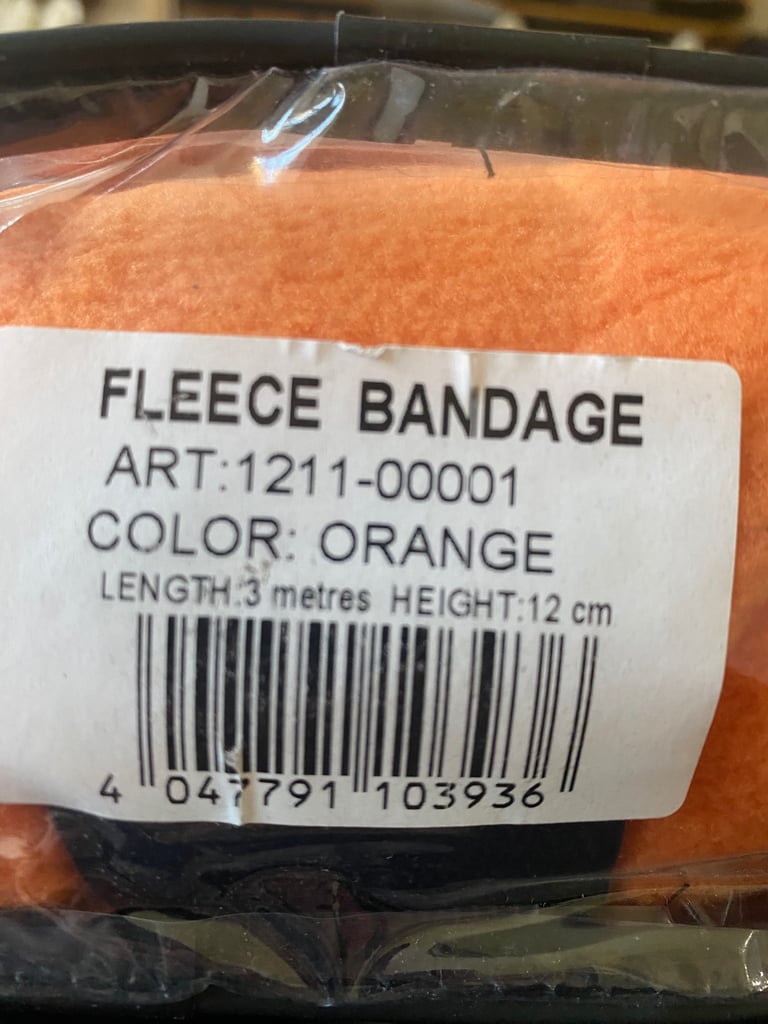 FLEECE BANDAGE
ART:1211-00001
COLOR: ORANGE
LENGTH:3 metres HEIGHT:12 cm
4 047791 103936